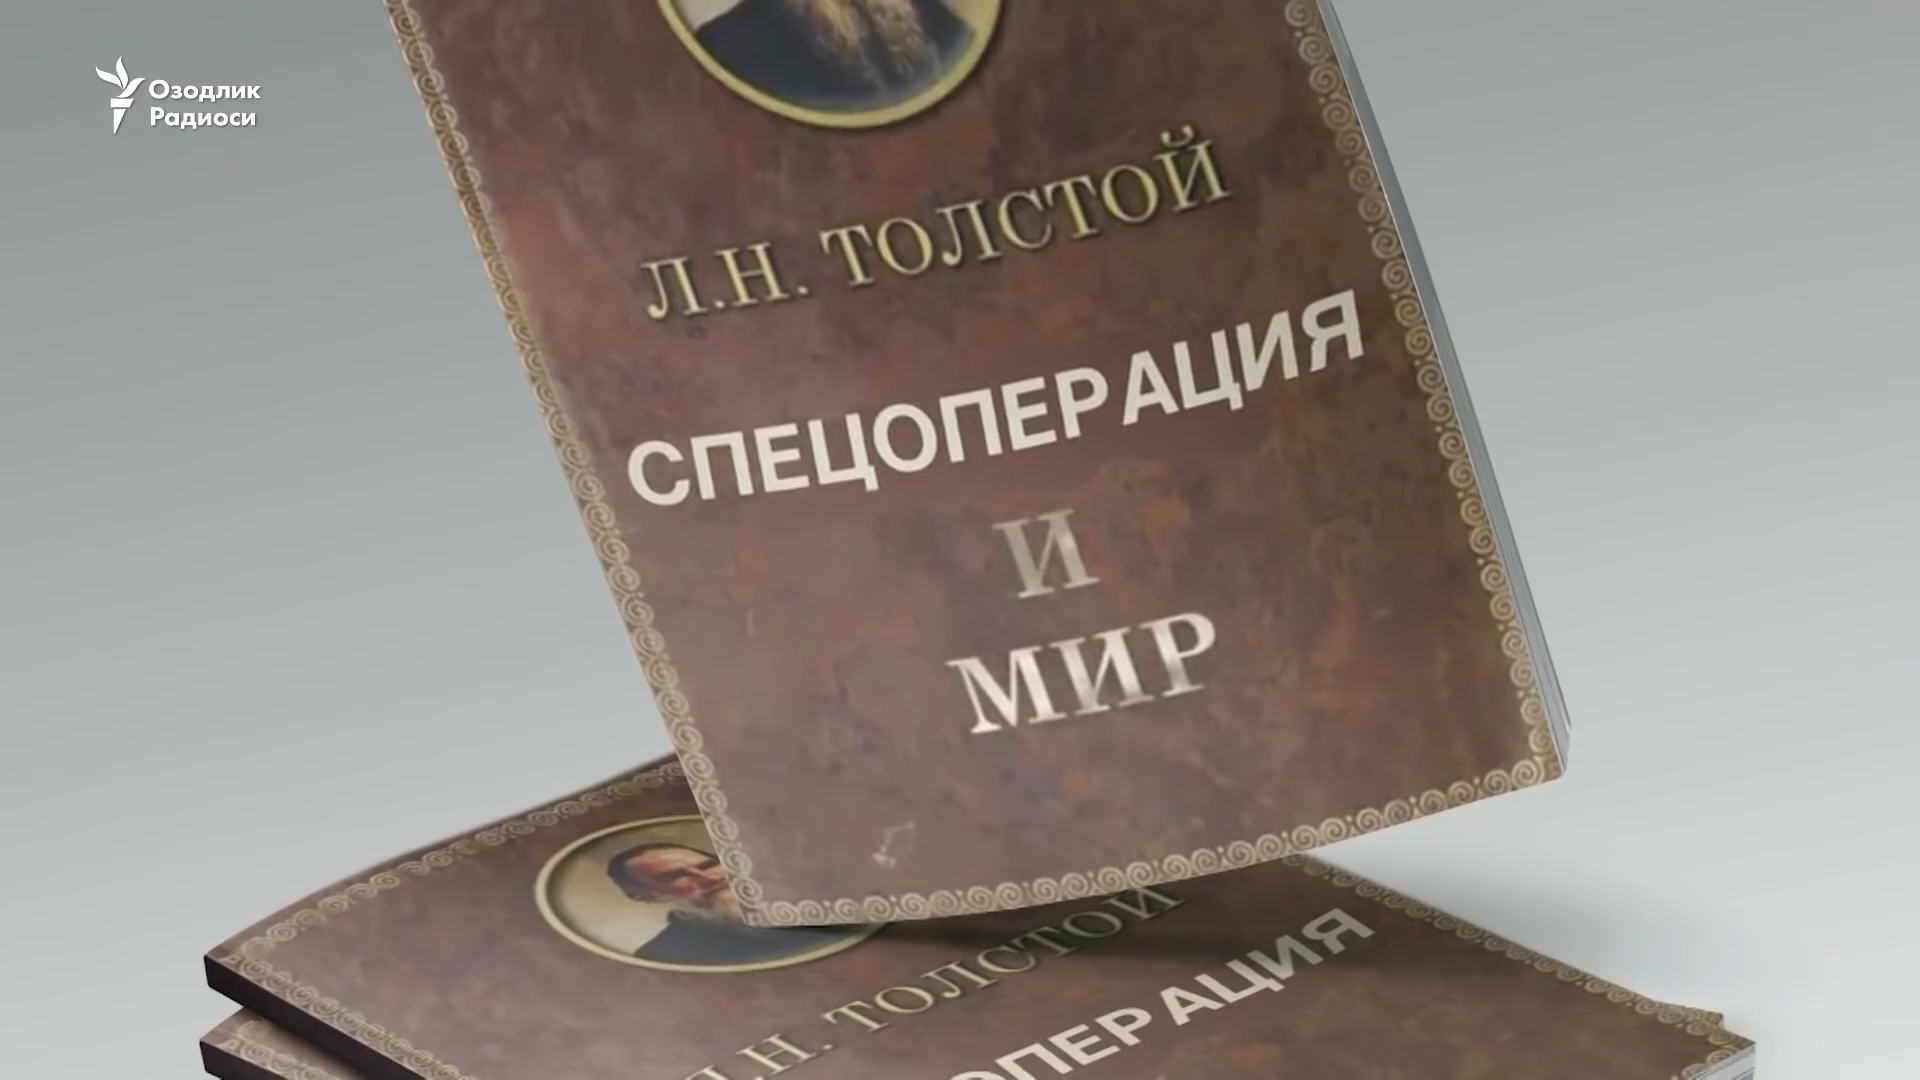 Озодлик
Радиоси
Л.Н. ТОЛСТОЙ
СПЕЦОПЕРАЦИЯ
И
МИР
Л.Н. ТОЛСТОЙ
ОПЕРАЦИЯ